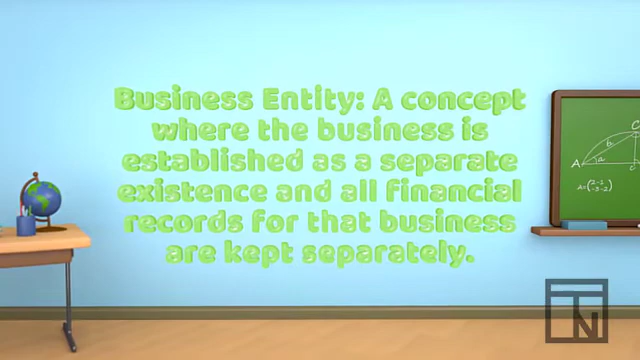 Business Entity: A concept
where the business is
established as a separate
existence and all financial
records for that business
are kept separately.
A
b
a
C
c
TN